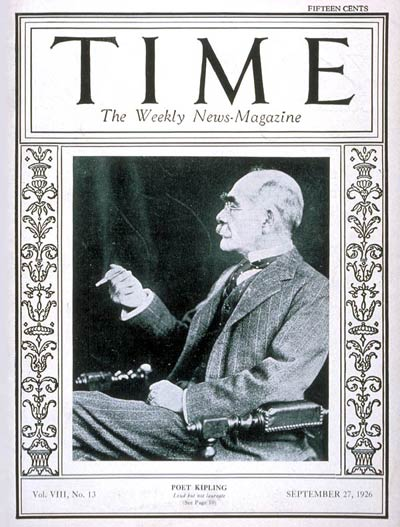 FIFTEEN CENTS
TIME
The Weekly News-Magazine
POET KIPLING
Loud but not laureate
(See Page 10)
Vol. VIII, No. 13
SEPTEMBER 27, 1926